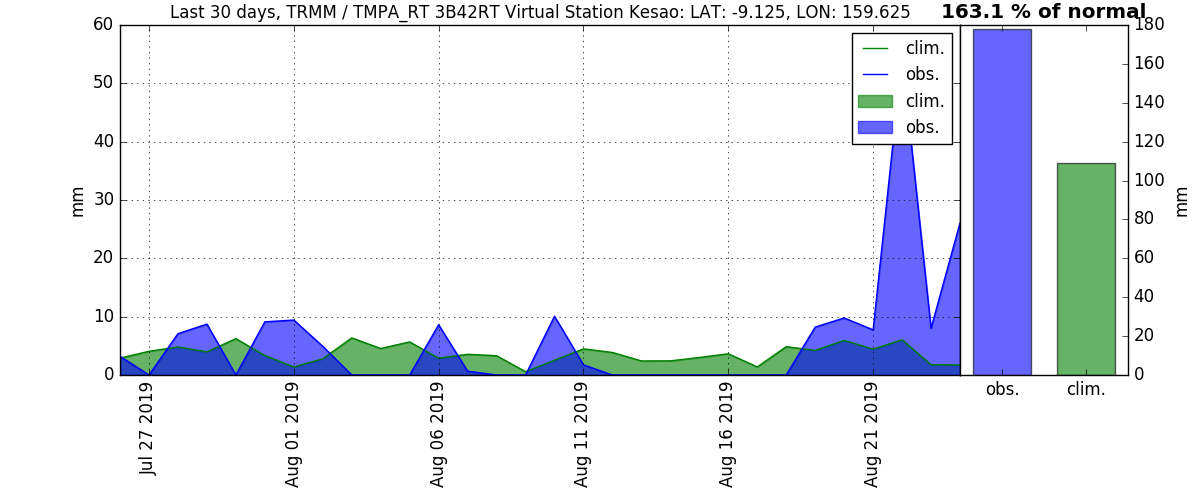 Last 30 days, TRMM / TMPA_RT 3B42RT Virtual Station Kesao: LAT: -9.125, LON: 159.625
163.1 % of normal
60
50
40
30
20
10
0
mm
clim.
obs.
clim.
obs.
Jul 27 2019
Aug 01 2019
Aug 06 2019
Aug 11 2019
Aug 16 2019
Aug 21 2019
180
160
140
120
100
80
60
40
20
0
mm
obs.
clim.